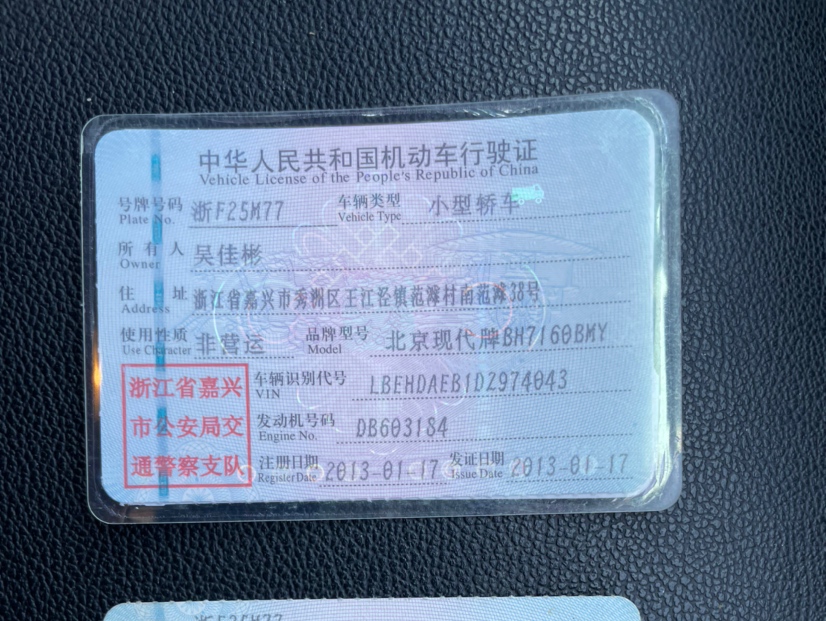 中华人民共和国机动车行驶证
Vehicle License of the People's Republic of China
号牌号码 浙F25M77 车辆类型 小型轿车
Plate No. Vehicle Type
所有人 吴佳彬
Owner
住址 浙江省嘉兴市秀洲区王江泾镇范滩村南范滩38号
Address
使用性质 非营运 品牌型号 北京现代牌BH7160BMY
Use Character Model
浙江省嘉兴
市公安局交
通警察支队
车辆识别代号 LBEHDAEB1DZ974043
VIN
发动机号码 DB603184
Engine No.
注册日期 2013-01-17 发证日期 2013-01-17
Register Date Issue Date
浙F25M77